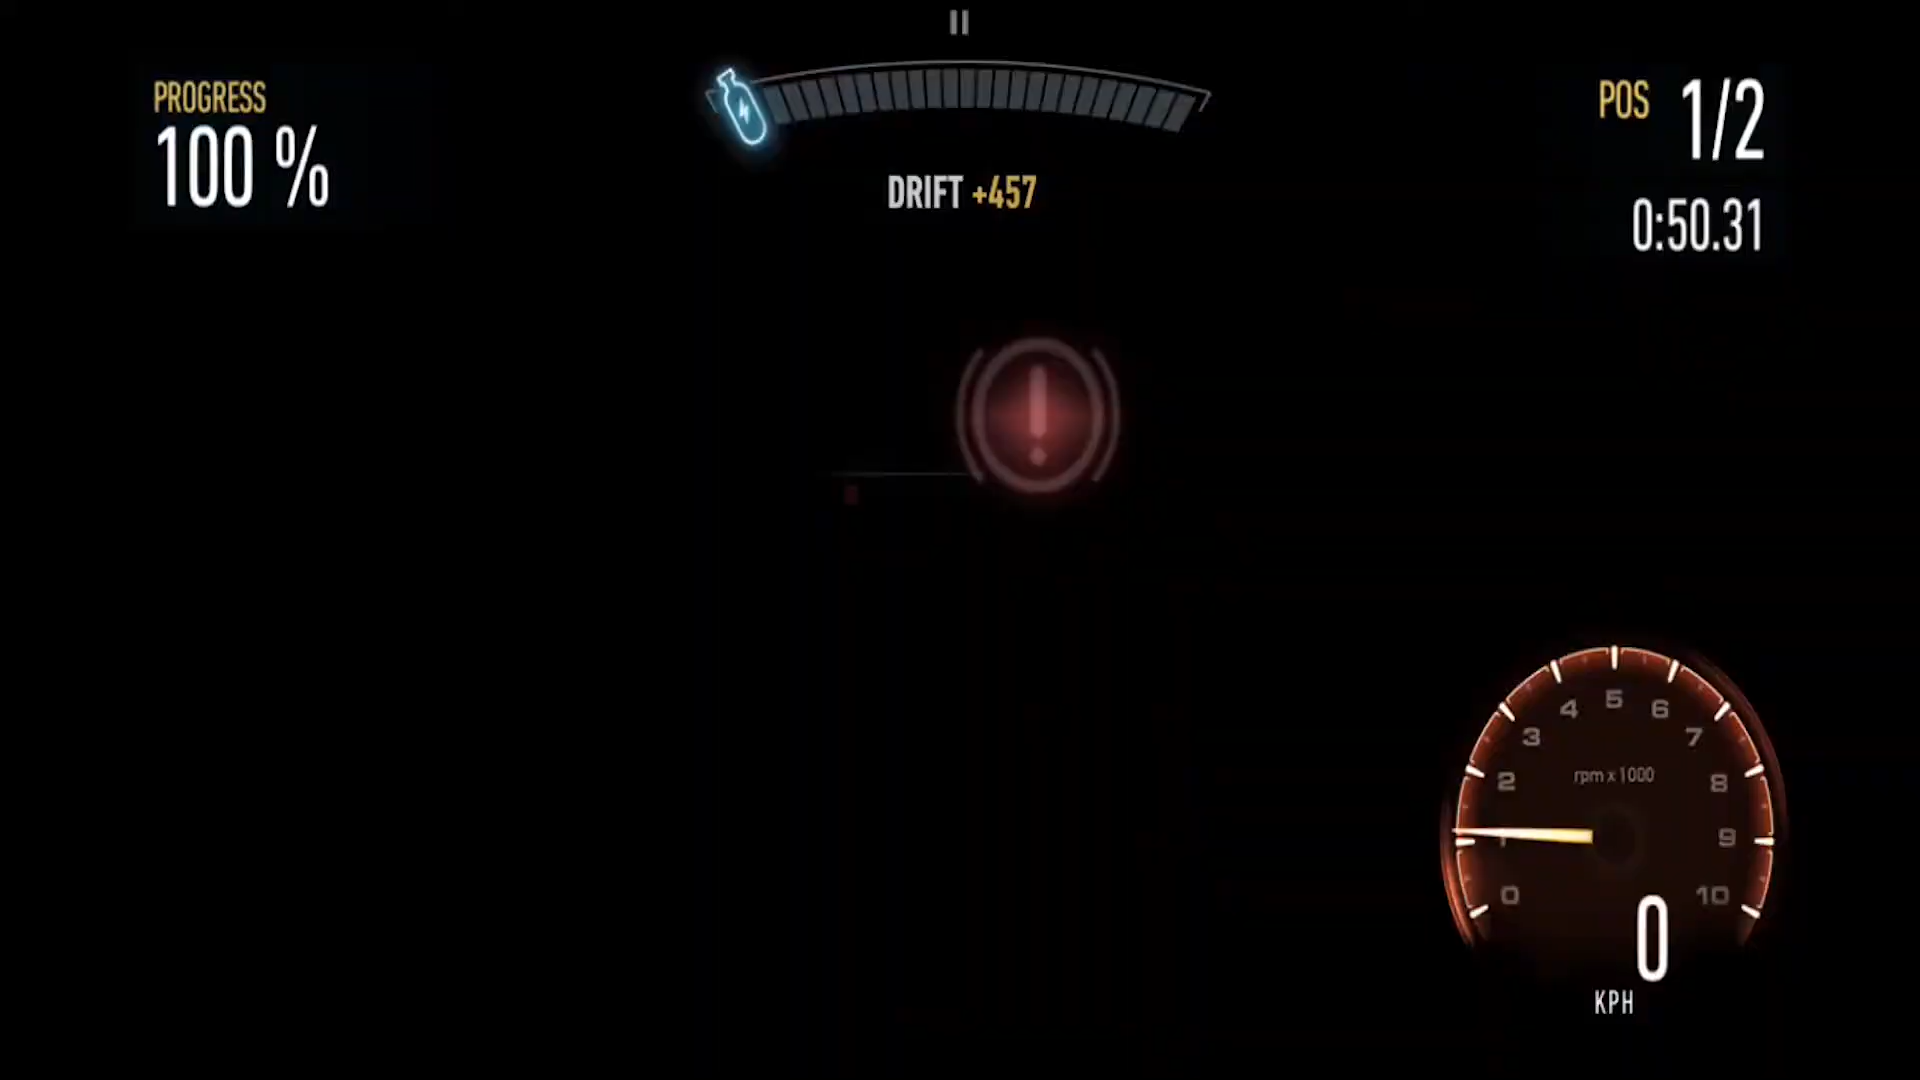 PROGRESS
100 %
DRIFT +457
POS 1/2
0:50.31
0 1 2 3 4 5 6 7 8 9 10
rpm x 1000
0
KPH